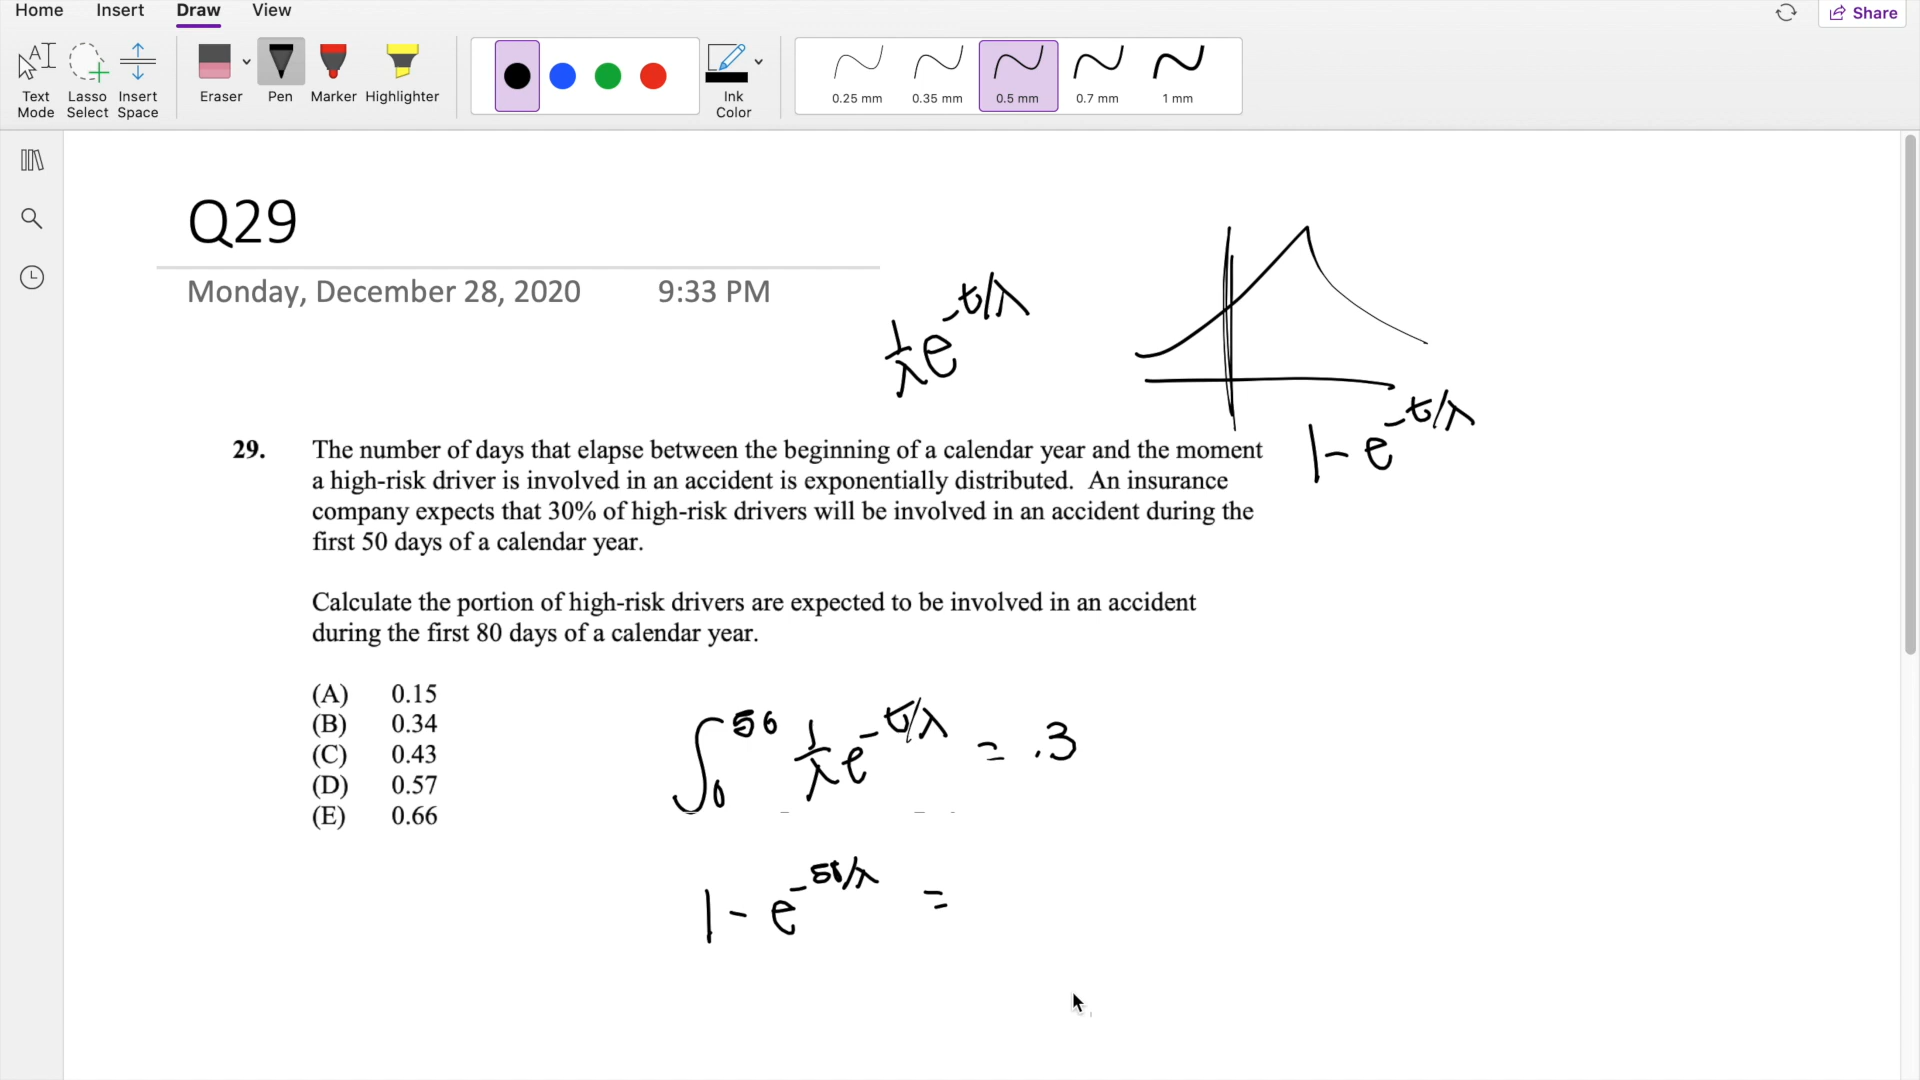 Home Insert Draw View
Share
Text Mode
Lasso Select
Insert Space
Eraser
Pen
Marker
Highlighter
Ink Color
0.25 mm
0.35 mm
0.5 mm
0.7 mm
1 mm
Q29
Monday, December 28, 2020 9:33 PM
1/λ e^-t/λ
1 - e^-t/λ
29. The number of days that elapse between the beginning of a calendar year and the moment
a high-risk driver is involved in an accident is exponentially distributed. An insurance
company expects that 30% of high-risk drivers will be involved in an accident during the
first 50 days of a calendar year.
Calculate the portion of high-risk drivers are expected to be involved in an accident
during the first 80 days of a calendar year.
(A) 0.15
(B) 0.34
(C) 0.43
(D) 0.57
(E) 0.66
∫_0^50 1/λ e^-t/λ = .3
1 - e^-50/λ =